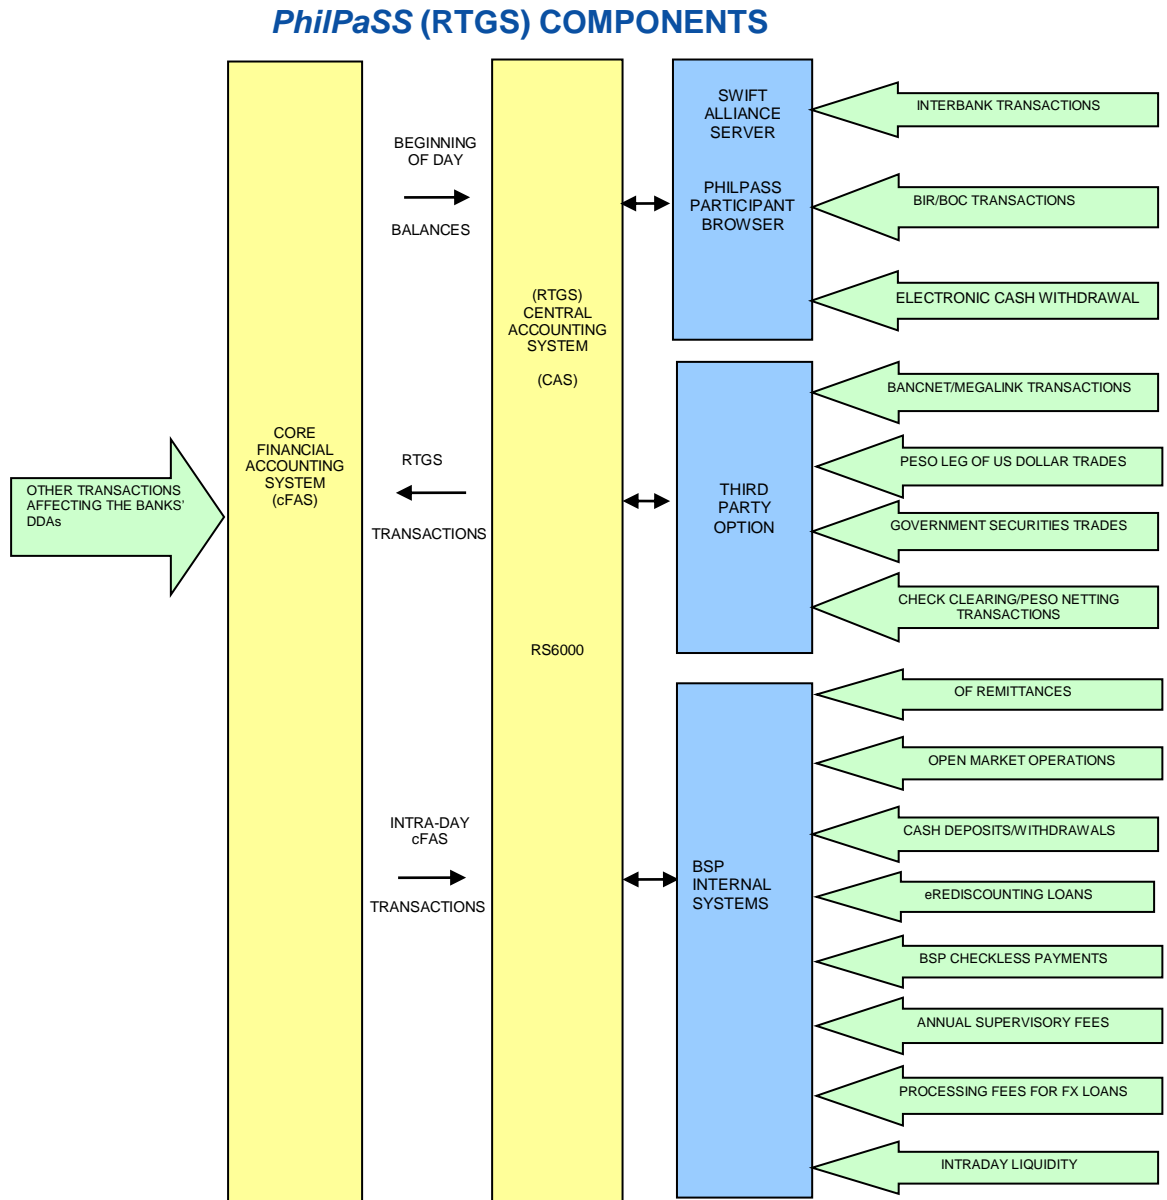 PhilPaSS (RTGS) COMPONENTS
OTHER TRANSACTIONS
AFFECTING THE BANKS'
DDAs
CORE
FINANCIAL
ACCOUNTING
SYSTEM
(cFAS)
BEGINNING
OF DAY
BALANCES
RTGS
TRANSACTIONS
INTRA-DAY
cFAS
TRANSACTIONS
(RTGS)
CENTRAL
ACCOUNTING
SYSTEM
(CAS)
RS6000
SWIFT
ALLIANCE
SERVER
PHILPASS
PARTICIPANT
BROWSER
INTERBANK TRANSACTIONS
BIR/BOC TRANSACTIONS
ELECTRONIC CASH WITHDRAWAL
THIRD
PARTY
OPTION
BANCNET/MEGALINK TRANSACTIONS
PESO LEG OF US DOLLAR TRADES
GOVERNMENT SECURITIES TRADES
CHECK CLEARING/PESO NETTING
TRANSACTIONS
BSP
INTERNAL
SYSTEMS
OF REMITTANCES
OPEN MARKET OPERATIONS
CASH DEPOSITS/WITHDRAWALS
eREDISCOUNTING LOANS
BSP CHECKLESS PAYMENTS
ANNUAL SUPERVISORY FEES
PROCESSING FEES FOR FX LOANS
INTRADAY LIQUIDITY